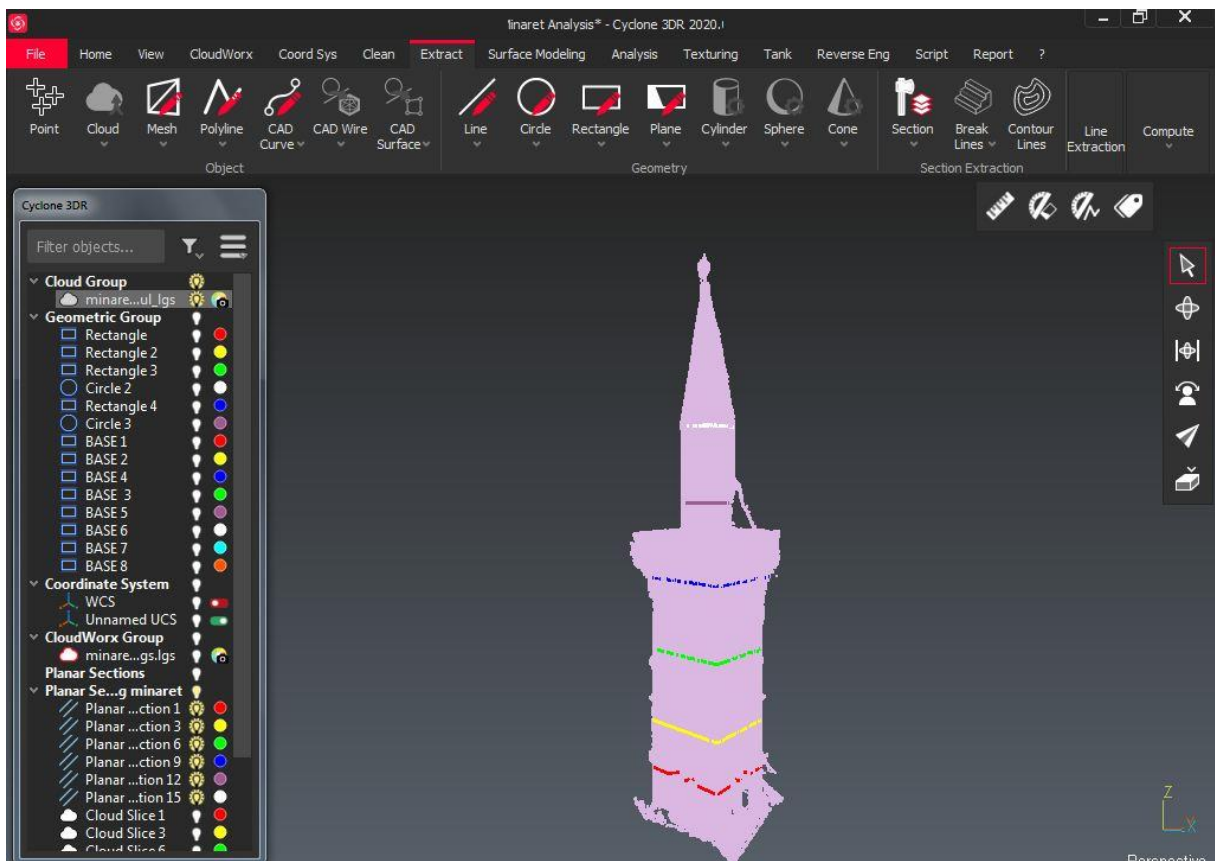 inaret Analysis* - Cyclone 3DR 2020.
File Home View CloudWorx Coord Sys Clean Extract Surface Modeling Analysis Texturing Tank Reverse Eng Script Report ?
Point Cloud Mesh Polyline CAD Curve CAD Wire CAD Surface Line Circle Rectangle Plane Cylinder Sphere Cone Section Break Lines Contour Lines Line Extraction Compute
Object Geometry Section Extraction
Cyclone 3DR
Filter objects...
Cloud Group
minare...ul_lgs
Geometric Group
Rectangle
Rectangle 2
Rectangle 3
Circle 2
Rectangle 4
Circle 3
BASE 1
BASE 2
BASE 4
BASE 3
BASE 5
BASE 6
BASE 7
BASE 8
Coordinate System
WCS
Unnamed UCS
CloudWorx Group
minare...gs.lgs
Planar Sections
Planar Se...g minaret
Planar ...ction 1
Planar ...ction 3
Planar ...ction 6
Planar ...ction 9
Planar ...tion 12
Planar ...tion 15
Cloud Slice 1
Cloud Slice 3
Cloud Slice 6
Z
X
Perspective